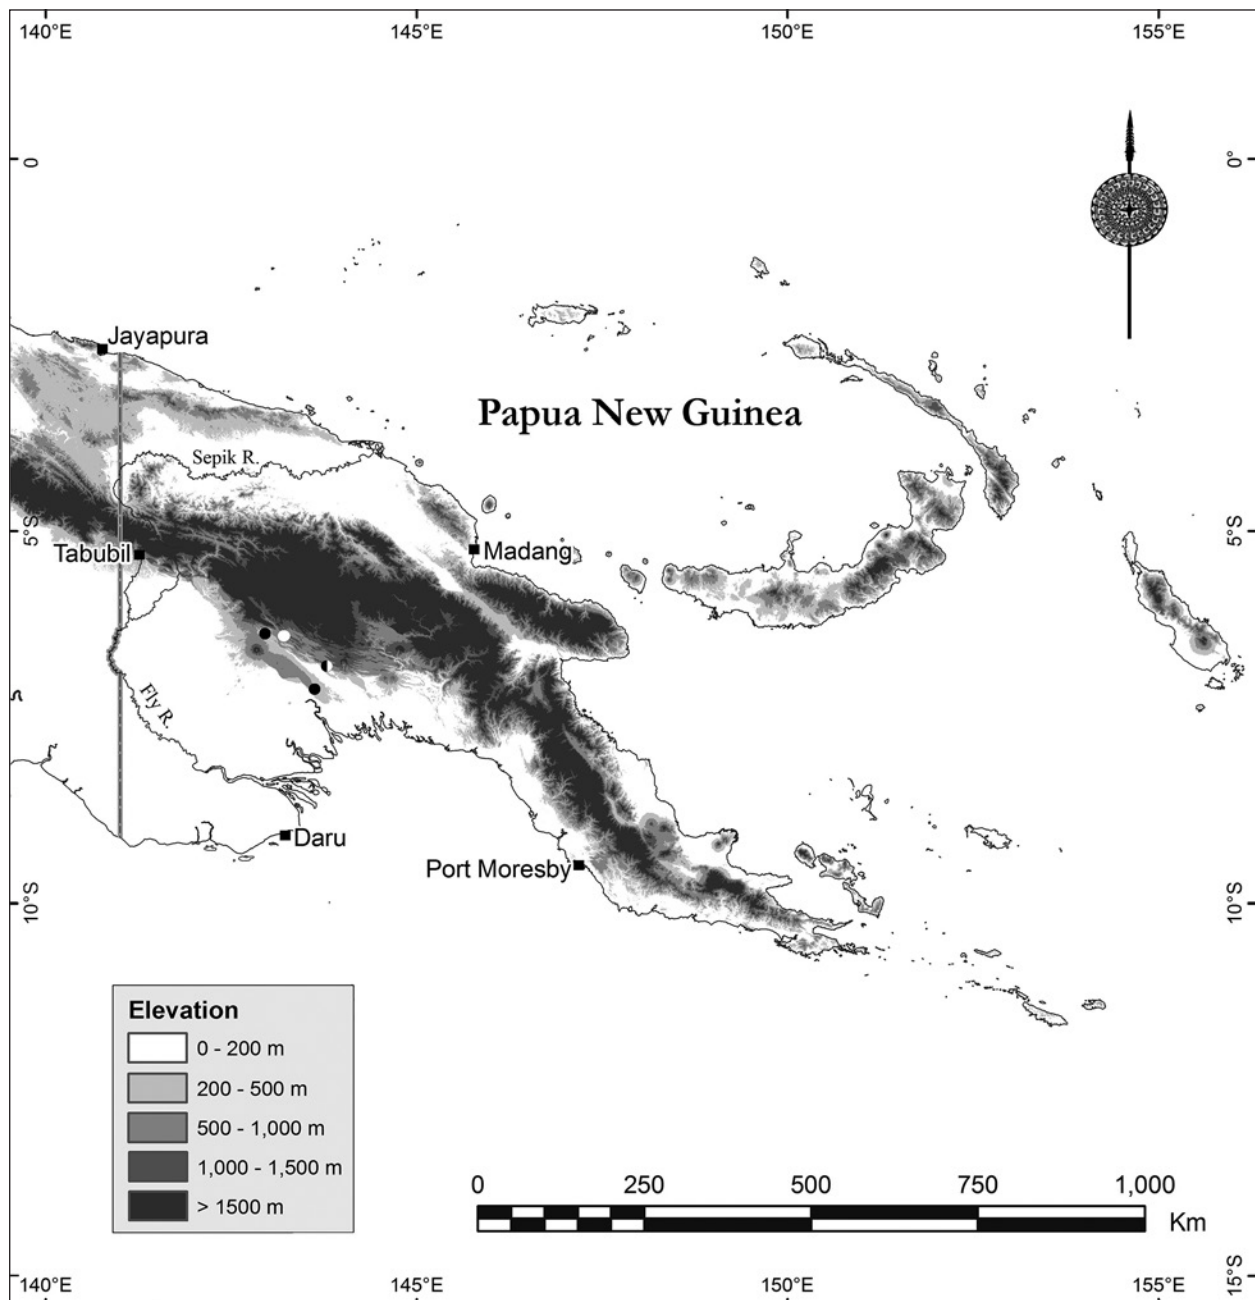 140°E 145°E 150°E 155°E
0 0°
Jayapura
Papua New Guinea
Sepik R.
5°S 5°S
Tabubil Madang
Fly R.
Daru
Port Moresby
10°S 10°S
Elevation
0 - 200 m
200 - 500 m
500 - 1,000 m
1,000 - 1,500 m
> 1500 m
0 250 500 750 1,000
Km
15°S
140°E 145°E 150°E 155°E